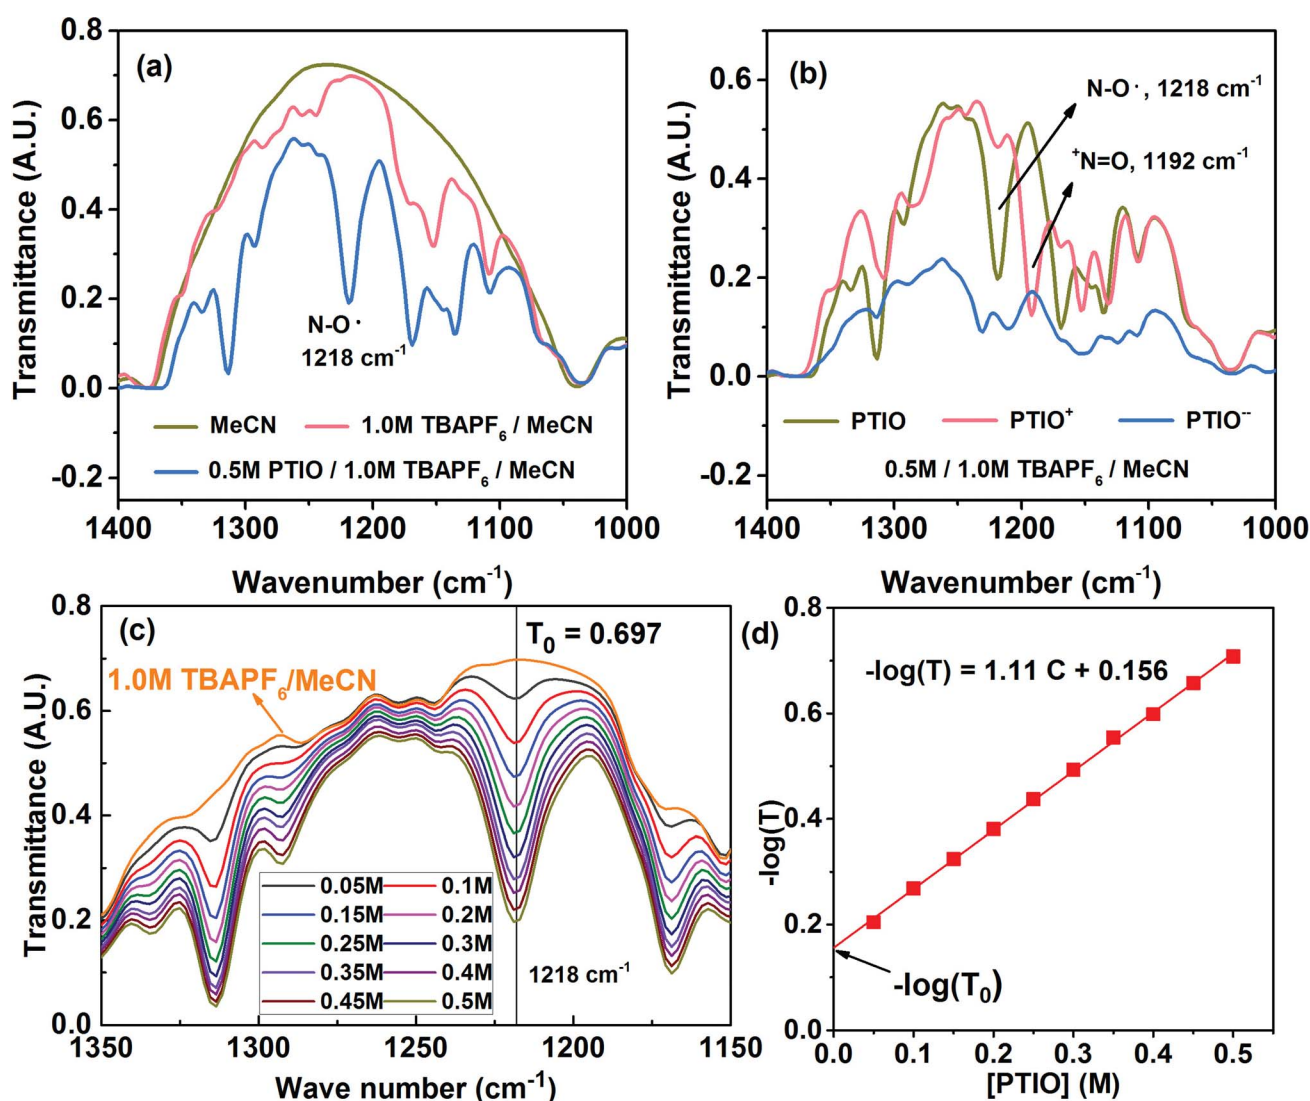 (a)
0.8
0.6
0.4
0.2
0.0
-0.2
Transmittance (A.U.)
N-O·
1218 cm⁻¹
MeCN
1.0M TBAPF₆ / MeCN
0.5M PTIO / 1.0M TBAPF₆ / MeCN
1400
1300
1200
1100
1000
Wavenumber (cm⁻¹)
(b)
0.6
0.4
0.2
0.0
-0.2
Transmittance (A.U.)
N-O·, 1218 cm⁻¹
⁺N=O, 1192 cm⁻¹
PTIO
PTIO⁺
PTIO⁻⁻
0.5M / 1.0M TBAPF₆ / MeCN
1400
1300
1200
1100
1000
Wavenumber (cm⁻¹)
(c)
0.8
0.6
0.4
0.2
0.0
Transmittance (A.U.)
T₀ = 0.697
1.0M TBAPF₆/MeCN
0.05M
0.1M
0.15M
0.2M
0.25M
0.3M
0.35M
0.4M
0.45M
0.5M
1218 cm⁻¹
1350
1300
1250
1200
1150
Wave number (cm⁻¹)
(d)
0.8
0.6
0.4
0.2
0.0
-log(T)
-log(T) = 1.11 C + 0.156
-log(T₀)
0.0
0.1
0.2
0.3
0.4
0.5
[PTIO] (M)